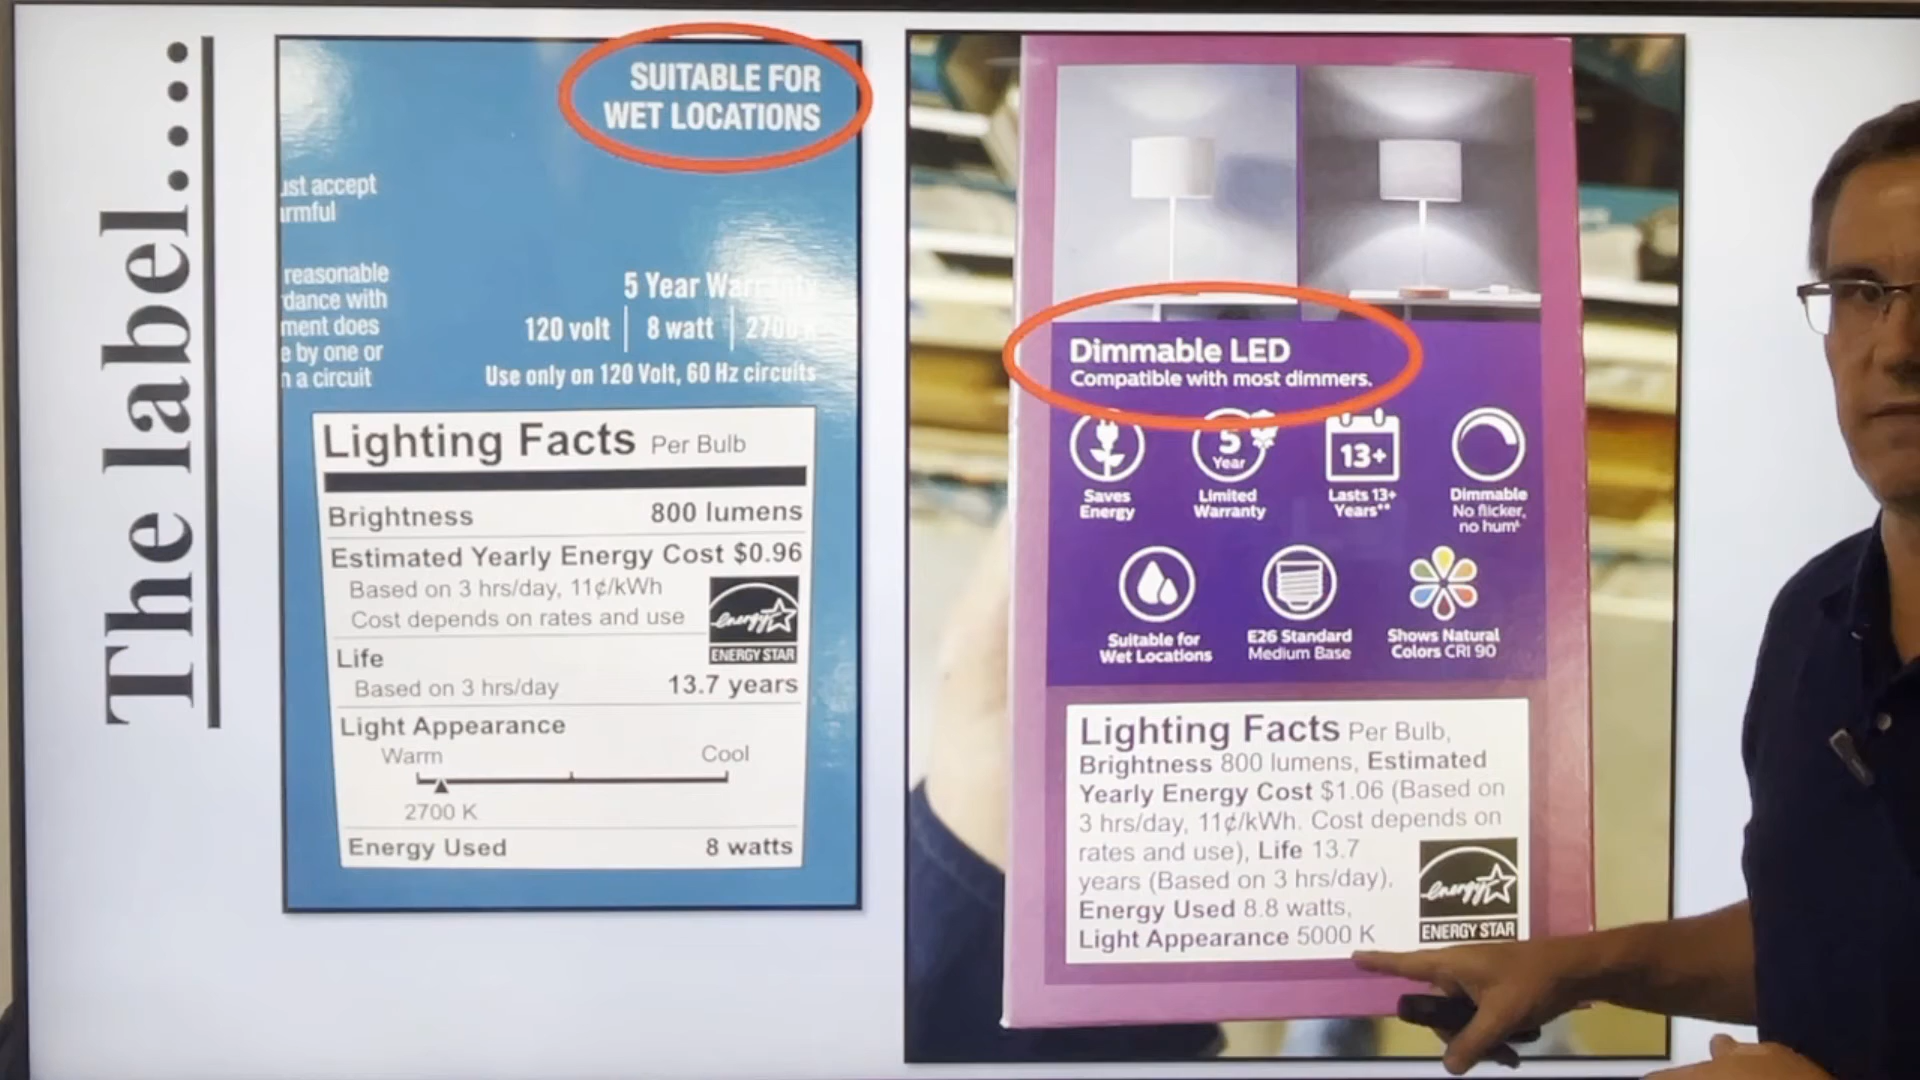 The label....
SUITABLE FOR
WET LOCATIONS
ust accept
armful
reasonable
dance with
ment does
e by one or
n a circuit
5 Year Warranty
120 volt | 8 watt | 2700 K
Use only on 120 Volt, 60 Hz circuits
Lighting Facts Per Bulb
Brightness 800 lumens
Estimated Yearly Energy Cost $0.96
Based on 3 hrs/day, 11¢/kWh
Cost depends on rates and use
energy
ENERGY STAR
Life
Based on 3 hrs/day 13.7 years
Light Appearance
Warm Cool
2700 K
Energy Used 8 watts
Dimmable LED
Compatible with most dimmers.
Saves
Energy
5
Year
Limited
Warranty
13+
Lasts 13+
Years**
Dimmable
No flicker,
no hum^
Suitable for
Wet Locations
E26 Standard
Medium Base
Shows Natural
Colors CRI 90
Lighting Facts Per Bulb,
Brightness 800 lumens, Estimated
Yearly Energy Cost $1.06 (Based on
3 hrs/day, 11¢/kWh. Cost depends on
rates and use), Life 13.7
years (Based on 3 hrs/day).
Energy Used 8.8 watts,
Light Appearance 5000 K
energy
ENERGY STAR